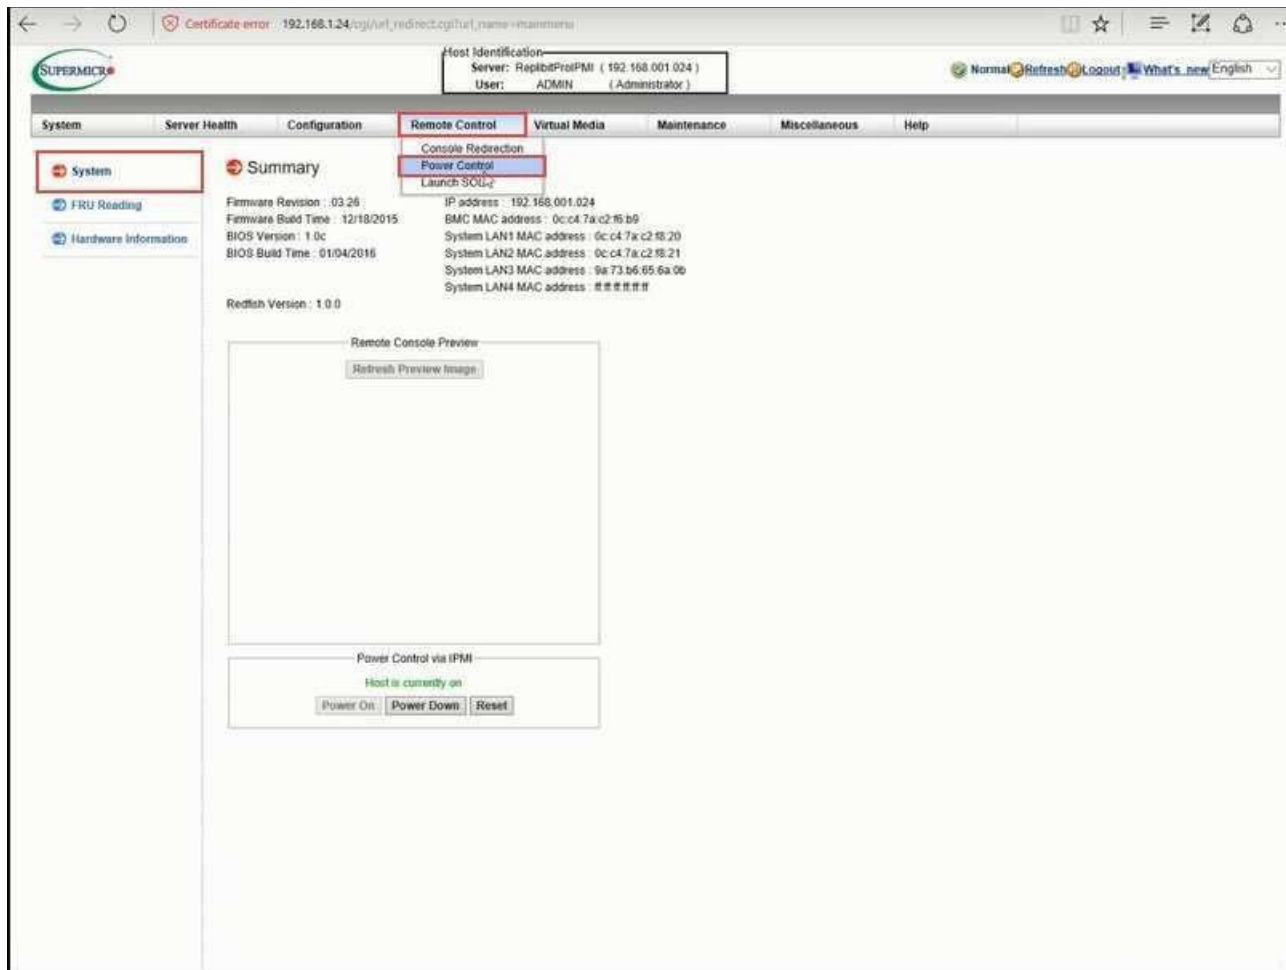 Certificate error 192.168.1.24/cgi/url_redirect.cgi?url_name=mainmenu
SUPERMICR
Host Identification
Server: ReplibitProIPMI ( 192.168.001.024 )
User: ADMIN ( Administrator )
Normal Refresh Logout What's new English
System Server Health Configuration Remote Control Virtual Media Maintenance Miscellaneous Help
Console Redirection
Power Control
Launch SOL
System
FRU Reading
Hardware Information
Summary
Firmware Revision : 03.26 IP address : 192.168.001.024
Firmware Build Time : 12/18/2015 BMC MAC address : 0c:c4:7a:c2:f6:b9
BIOS Version : 1.0c System LAN1 MAC address : 0c:c4:7a:c2:f8:20
BIOS Build Time : 01/04/2016 System LAN2 MAC address : 0c:c4:7a:c2:f8:21
System LAN3 MAC address : 9a:73:b6:65:6a:0b
System LAN4 MAC address : ff:ff:ff:ff:ff:ff
Redfish Version : 1.0.0
Remote Console Preview
Refresh Preview Image
Power Control via IPMI
Host is currently on
Power On Power Down Reset